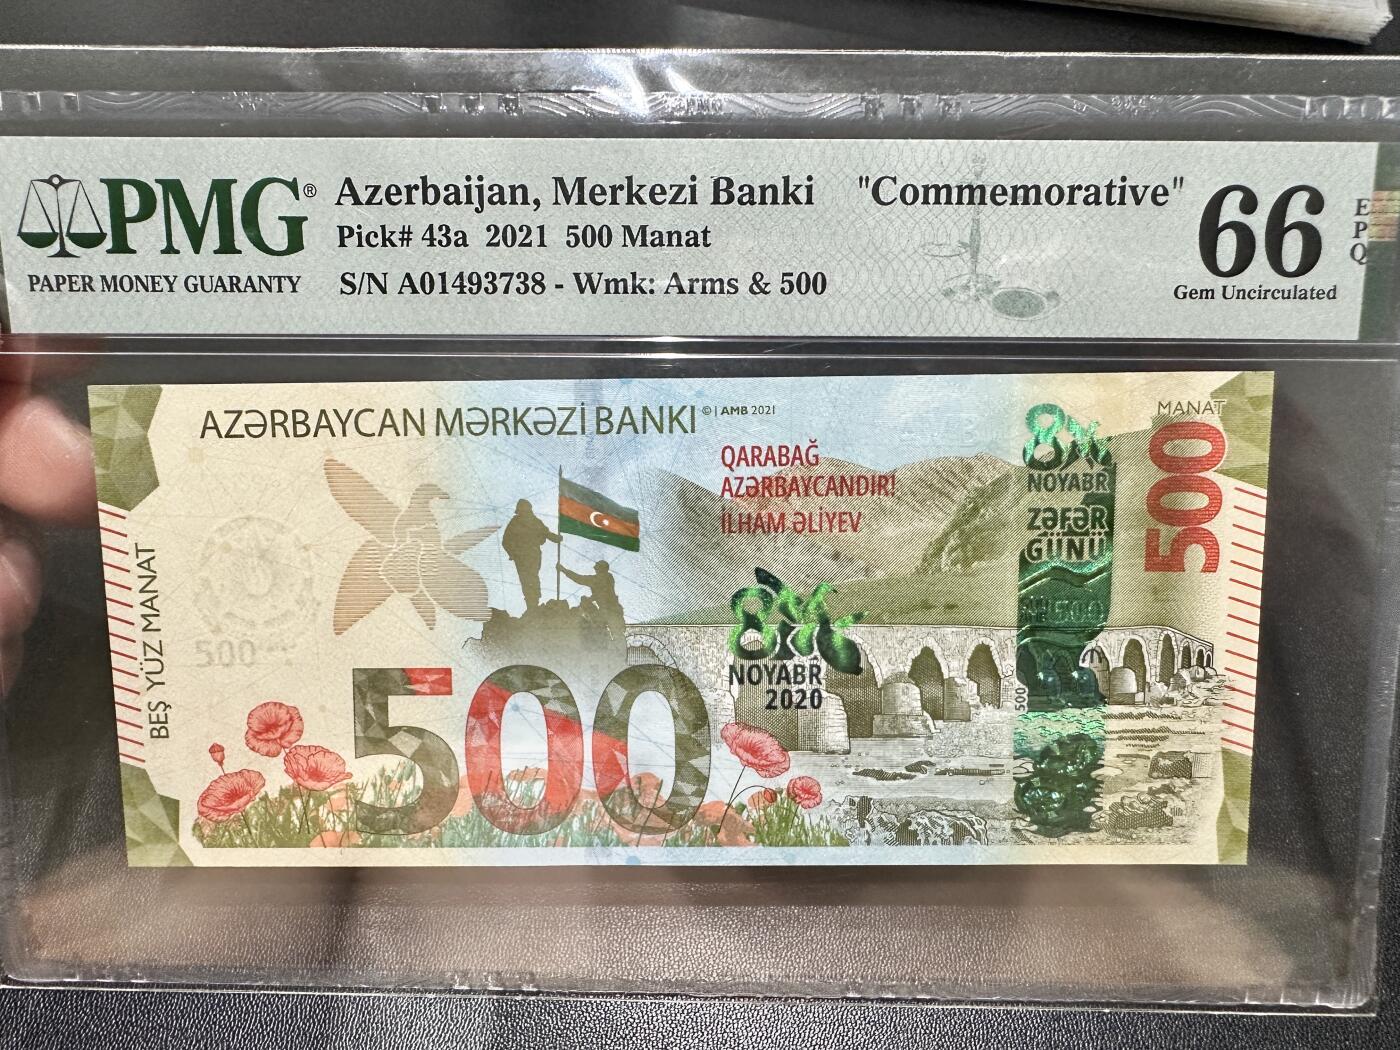 PMG®
PAPER MONEY GUARANTY
Azerbaijan, Merkezi Banki "Commemorative"
Pick# 43a 2021 500 Manat
S/N A01493738 - Wmk: Arms & 500
66
EPQ
Gem Uncirculated
AZƏRBAYCAN MƏRKƏZİ BANKI
© | AMB 2021
MANAT
500
QARABAĞ
AZƏRBAYCANDIR!
İLHAM ƏLİYEV
8
NOYABR
ZƏFƏR
GÜNÜ
500
8
NOYABR
2020
500
BEŞ YÜZ MANAT
500